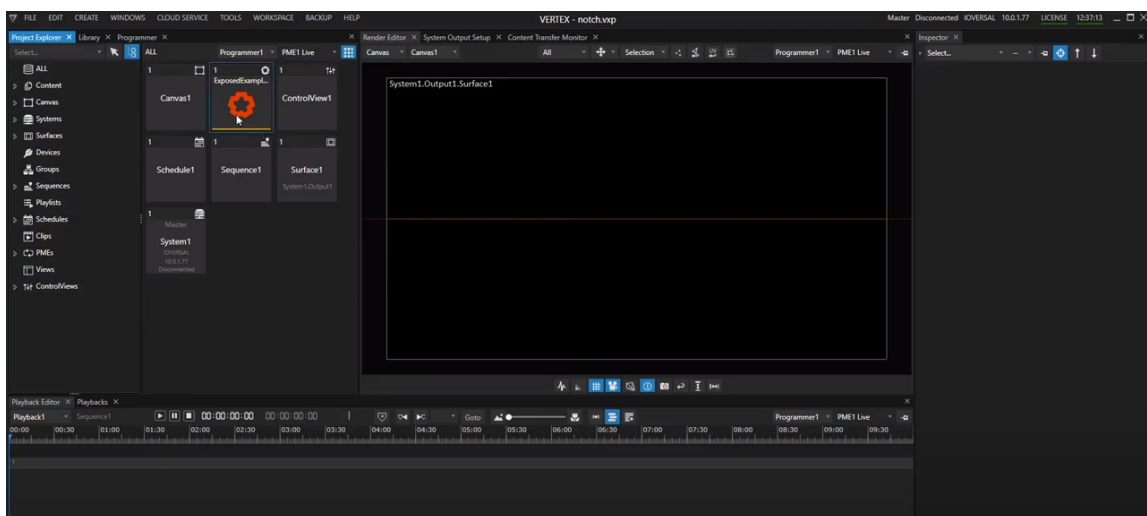 FILE EDIT CREATE WINDOWS CLOUD SERVICE TOOLS WORKSPACE BACKUP HELP
VERTEX - notch.vxp
Master Disconnected IOVERSAL 10.0.1.77 LICENSE 12:37:13
Project Explorer Library Programmer
Render Editor System Output Setup Content Transfer Monitor
Inspector
Select... ALL Programmer1 PME1 Live
Canvas Canvas1 All Selection Programmer1 PME1 Live
Select...
ALL
Content
Canvas
Systems
Surfaces
Devices
Groups
Sequences
Playlists
Schedules
Clips
PMEs
Views
ControlViews
1 1 1
ExposedExampl...
Canvas1 ControlView1
1 1 1
Schedule1 Sequence1 Surface1
System1.Output1
1
Master
System1
IOVERSAL
10.0.1.77
Disconnected
System1.Output1.Surface1
Playback Editor Playbacks
Playback1 Sequence1 00:00:00:00 00:00:00:00 Goto Programmer1 PME1 Live
00:00 00:30 01:00 01:30 02:00 02:30 03:00 03:30 04:00 04:30 05:00 05:30 06:00 06:30 07:00 07:30 08:00 08:30 09:00 09:30